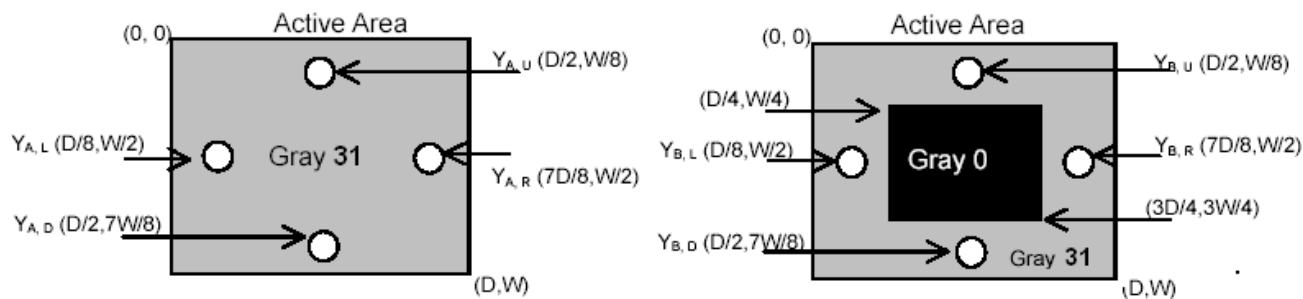 Active Area
(0, 0)
YA, U (D/2,W/8)
YA, L (D/8,W/2)
Gray 31
YA, R (7D/8,W/2)
YA, D (D/2,7W/8)
(D,W)
Active Area
(0, 0)
YB, U (D/2,W/8)
(D/4,W/4)
YB, L (D/8,W/2)
Gray 0
YB, R (7D/8,W/2)
(3D/4,3W/4)
YB, D (D/2,7W/8)
Gray 31
(D,W)